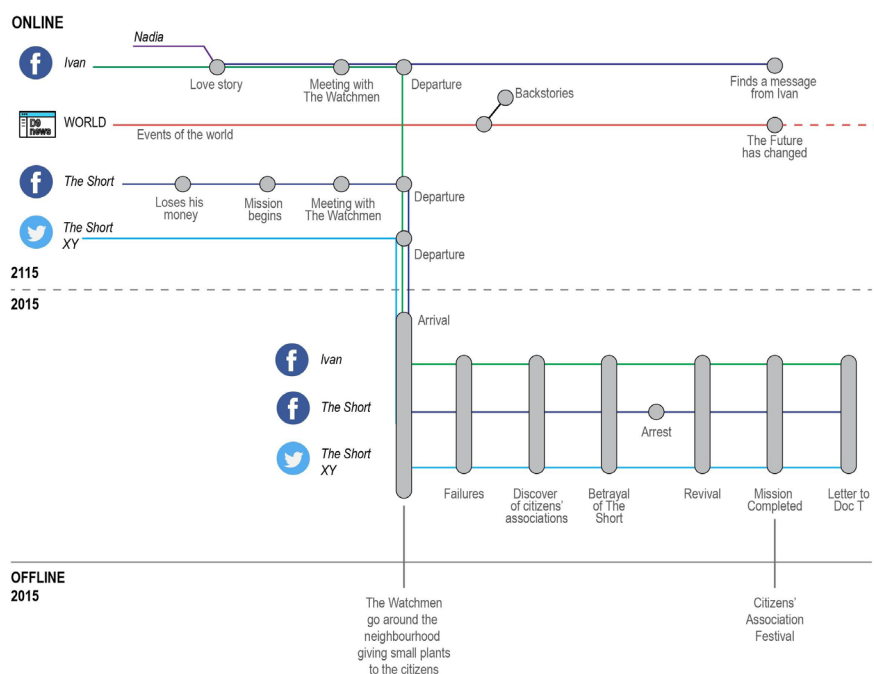 ONLINE
Nadia
Ivan
Love story
Meeting with
The Watchmen
Departure
Finds a message
from Ivan
D9
news
WORLD
Events of the world
Backstories
The Future
has changed
The Short
Loses his
money
Mission
begins
Meeting with
The Watchmen
Departure
The Short
XY
Departure
2115
2015
Arrival
Ivan
The Short
Arrest
The Short
XY
Failures
Discover
of citizens'
associations
Betrayal
of The
Short
Revival
Mission
Completed
Letter to
Doc T
OFFLINE
2015
The Watchmen
go around the
neighbourhood
giving small plants
to the citizens
Citizens'
Association
Festival